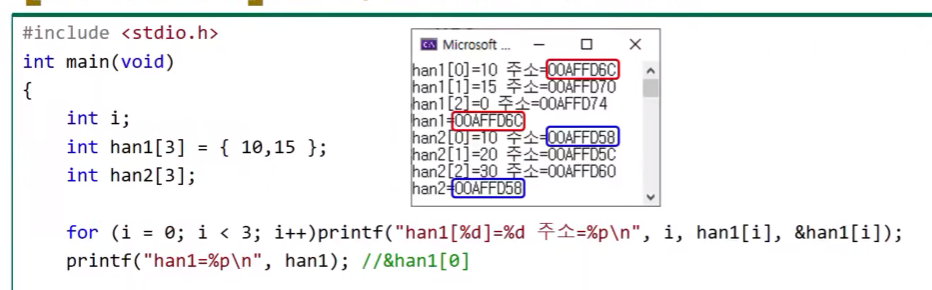 #include <stdio.h>
int main(void)
{
int i;
int han1[3] = { 10,15 };
int han2[3];
Microsoft ...
han1[0]=10 주소=00AFFD6C
han1[1]=15 주소=00AFFD70
han1[2]=0 주소=00AFFD74
han1=00AFFD6C
han2[0]=10 주소=00AFFD58
han2[1]=20 주소=00AFFD5C
han2[2]=30 주소=00AFFD60
han2=00AFFD58
for (i = 0; i < 3; i++)printf("han1[%d]=%d 주소=%p\n", i, han1[i], &han1[i]);
printf("han1=%p\n", han1); //&han1[0]